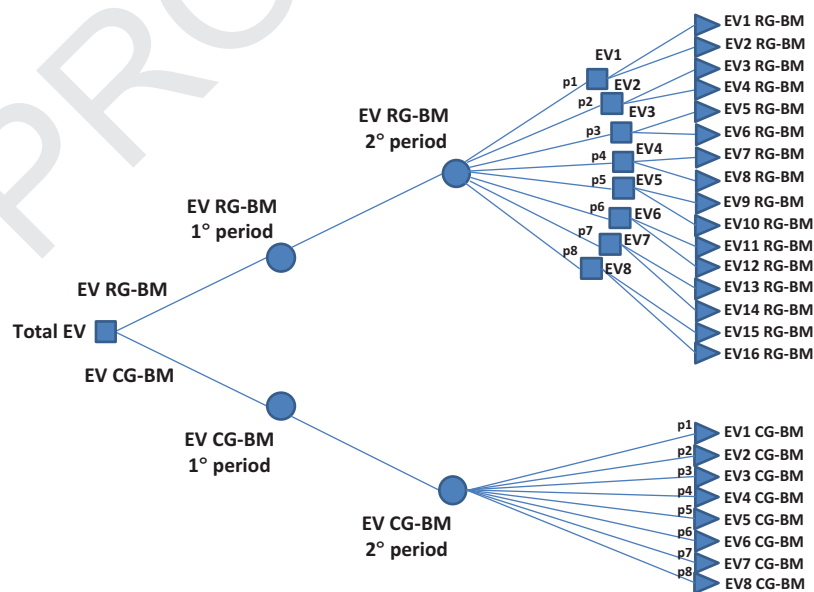 PRO
EV1
EV2
EV3
EV4
EV5
EV6
EV7
EV8
p1
p2
p3
p4
p5
p6
p7
p8
EV1 RG-BM
EV2 RG-BM
EV3 RG-BM
EV4 RG-BM
EV5 RG-BM
EV6 RG-BM
EV7 RG-BM
EV8 RG-BM
EV9 RG-BM
EV10 RG-BM
EV11 RG-BM
EV12 RG-BM
EV13 RG-BM
EV14 RG-BM
EV15 RG-BM
EV16 RG-BM
EV RG-BM
2° period
EV RG-BM
1° period
EV RG-BM
Total EV
EV CG-BM
EV CG-BM
1° period
EV CG-BM
2° period
p1
p2
p3
p4
p5
p6
p7
p8
EV1 CG-BM
EV2 CG-BM
EV3 CG-BM
EV4 CG-BM
EV5 CG-BM
EV6 CG-BM
EV7 CG-BM
EV8 CG-BM